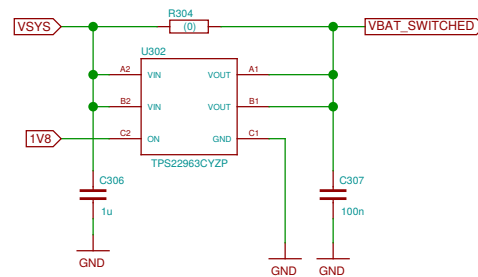 R304
VSYS
(0)
VBAT_SWITCHED
U302
A2 VIN VOUT A1
B2 VIN VOUT B1
1V8
C2 ON GND C1
TPS22963CYZP
C306
1u
C307
100n
GND
GND
GND